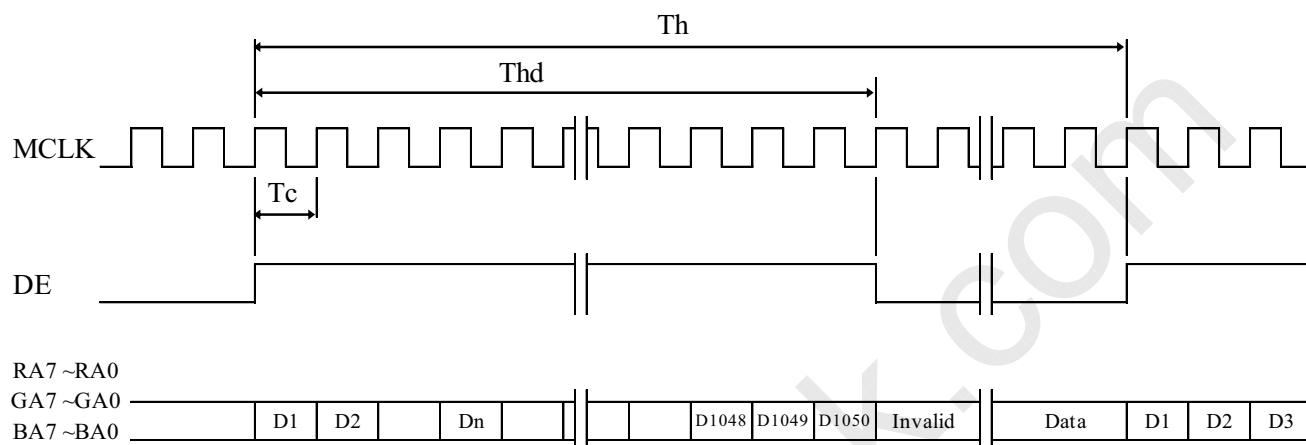 Th
Thd
MCLK
Tc
DE
RA7 ~RA0
GA7 ~GA0
BA7 ~BA0
D1 D2 Dn D1048 D1049 D1050 Invalid Data D1 D2 D3
k.com